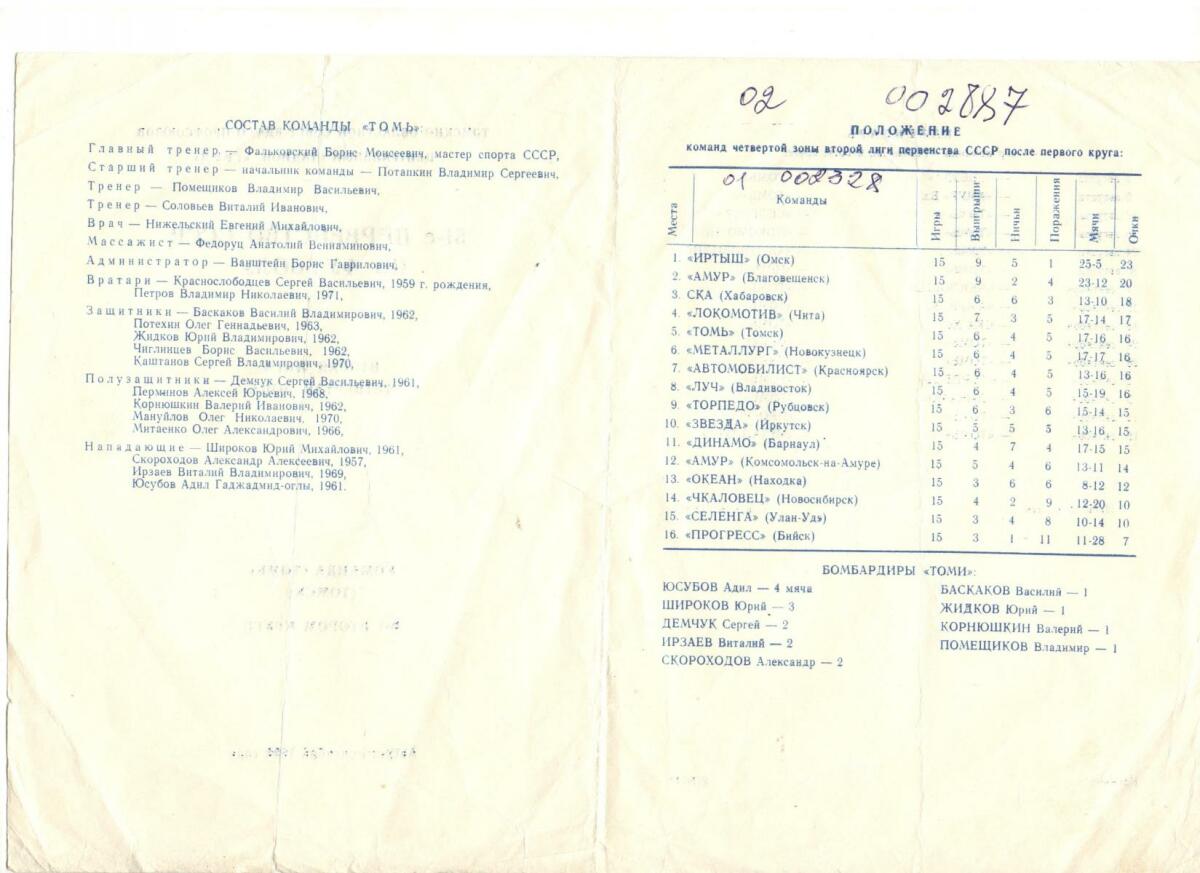 СОСТАВ КОМАНДЫ «ТОМЬ»:
Главный тренер — Фальковский Борис Моисеевич, мастер спорта СССР,
Старший тренер — начальник команды — Потапкин Владимир Сергеевич,
Тренер — Помещиков Владимир Васильевич,
Тренер — Соловьев Виталий Иванович,
Врач — Нижельский Евгений Михайлович,
Массажист — Федоруц Анатолий Вениаминович,
Администратор — Ванштейн Борис Гаврилович,
Вратари — Краснослободцев Сергей Васильевич, 1959 г. рождения,
Петров Владимир Николаевич, 1971,
Защитники — Баскаков Василий Владимирович, 1962,
Потехин Олег Геннадьевич, 1963,
Жидков Юрий Владимирович, 1962,
Чиглинцев Борис Васильевич, 1962,
Каштанов Сергей Владимирович, 1970,
Полузащитники — Демчук Сергей Васильевич, 1961,
Перминов Алексей Юрьевич, 1968,
Корнюшкин Валерий Иванович, 1962,
Мануйлов Олег Николаевич, 1970,
Митаенко Олег Александрович, 1966,
Нападающие — Широков Юрий Михайлович, 1961,
Скороходов Александр Алексеевич, 1957,
Ирзаев Виталий Владимирович, 1969,
Юсубов Адил Гаджадмид-оглы, 1961.
02 002887
ПОЛОЖЕНИЕ
команд четвертой зоны второй лиги первенства СССР после первого круга:
01 002328
Места Команды Игры Выигрыши Ничьи Поражения Мячи Очки
1. «ИРТЫШ» (Омск) 15 9 5 1 25-5 23
2. «АМУР» (Благовещенск) 15 9 2 4 23-12 20
3. СКА (Хабаровск) 15 6 6 3 13-10 18
4. «ЛОКОМОТИВ» (Чита) 15 7 3 5 17-14 17
5. «ТОМЬ» (Томск) 15 6 4 5 17-16 16
6. «МЕТАЛЛУРГ» (Новокузнецк) 15 6 4 5 17-17 16
7. «АВТОМОБИЛИСТ» (Красноярск) 15 6 4 5 13-16 16
8. «ЛУЧ» (Владивосток) 15 6 4 5 15-19 16
9. «ТОРПЕДО» (Рубцовск) 15 6 3 6 15-14 15
10. «ЗВЕЗДА» (Иркутск) 15 5 5 5 13-16 15
11. «ДИНАМО» (Барнаул) 15 4 7 4 17-15 15
12. «АМУР» (Комсомольск-на-Амуре) 15 5 4 6 13-11 14
13. «ОКЕАН» (Находка) 15 3 6 6 8-12 12
14. «ЧКАЛОВЕЦ» (Новосибирск) 15 4 2 9 12-20 10
15. «СЕЛЕНГА» (Улан-Удэ) 15 3 4 8 10-14 10
16. «ПРОГРЕСС» (Бийск) 15 3 1 11 11-28 7
БОМБАРДИРЫ «ТОМИ»:
ЮСУБОВ Адил — 4 мяча
ШИРОКОВ Юрий — 3
ДЕМЧУК Сергей — 2
ИРЗАЕВ Виталий — 2
СКОРОХОДОВ Александр — 2
БАСКАКОВ Василий — 1
ЖИДКОВ Юрий — 1
КОРНЮШКИН Валерий — 1
ПОМЕЩИКОВ Владимир — 1